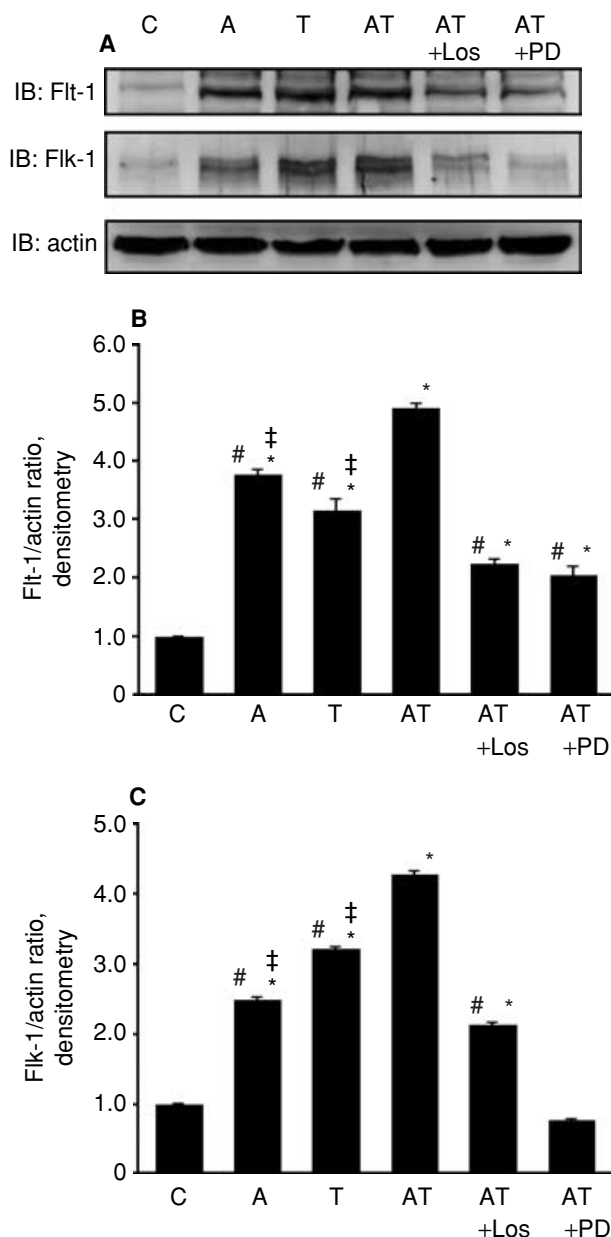 A
C A T AT AT AT
+Los +PD
IB: Flt-1
IB: Flk-1
IB: actin
B
Flt-1/actin ratio,
densitometry
6.0
5.0
4.0
3.0
2.0
1.0
0
# ‡ *
# ‡ *
*
# *
# *
C A T AT AT AT
+Los +PD
C
Flk-1/actin ratio,
densitometry
5.0
4.0
3.0
2.0
1.0
0
# ‡ *
# ‡ *
*
# *
C A T AT AT AT
+Los +PD